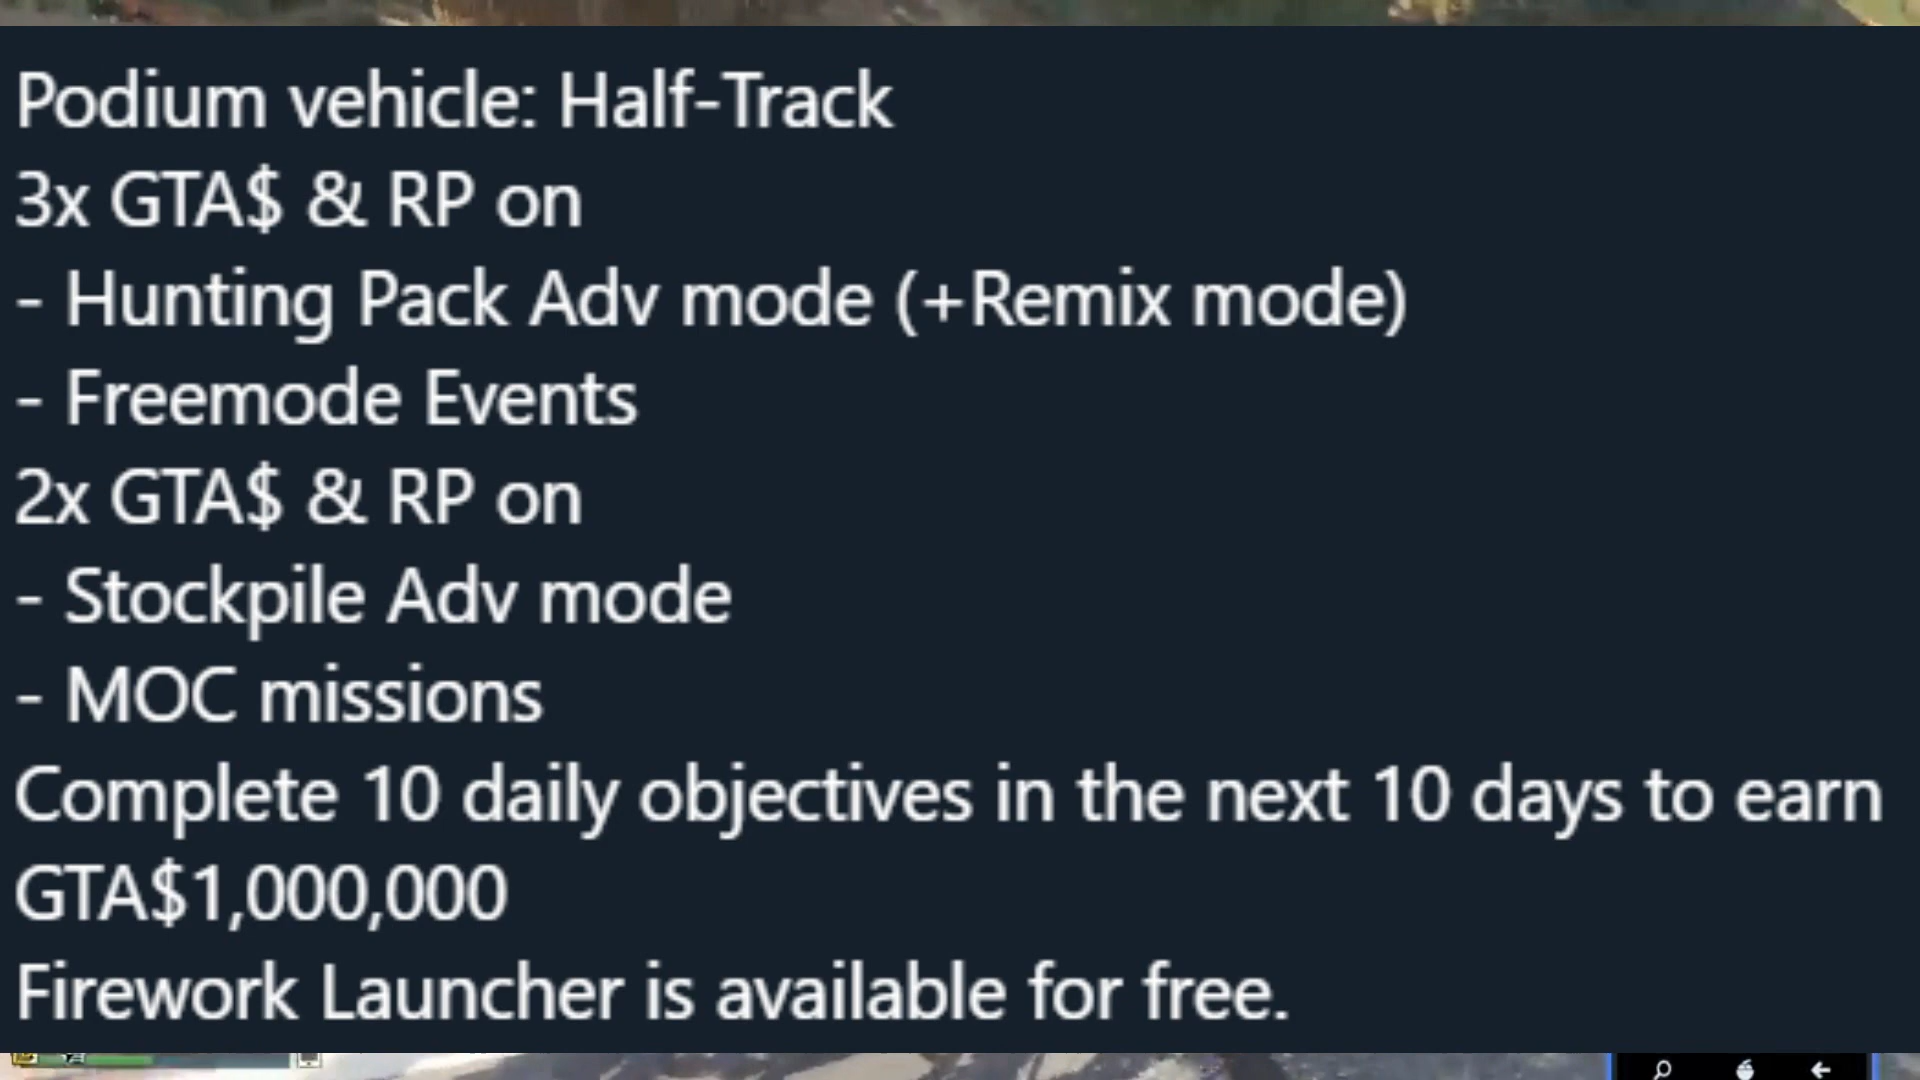 Podium vehicle: Half-Track
3x GTA$ & RP on
- Hunting Pack Adv mode (+Remix mode)
- Freemode Events
2x GTA$ & RP on
- Stockpile Adv mode
- MOC missions
Complete 10 daily objectives in the next 10 days to earn
GTA$1,000,000
Firework Launcher is available for free.